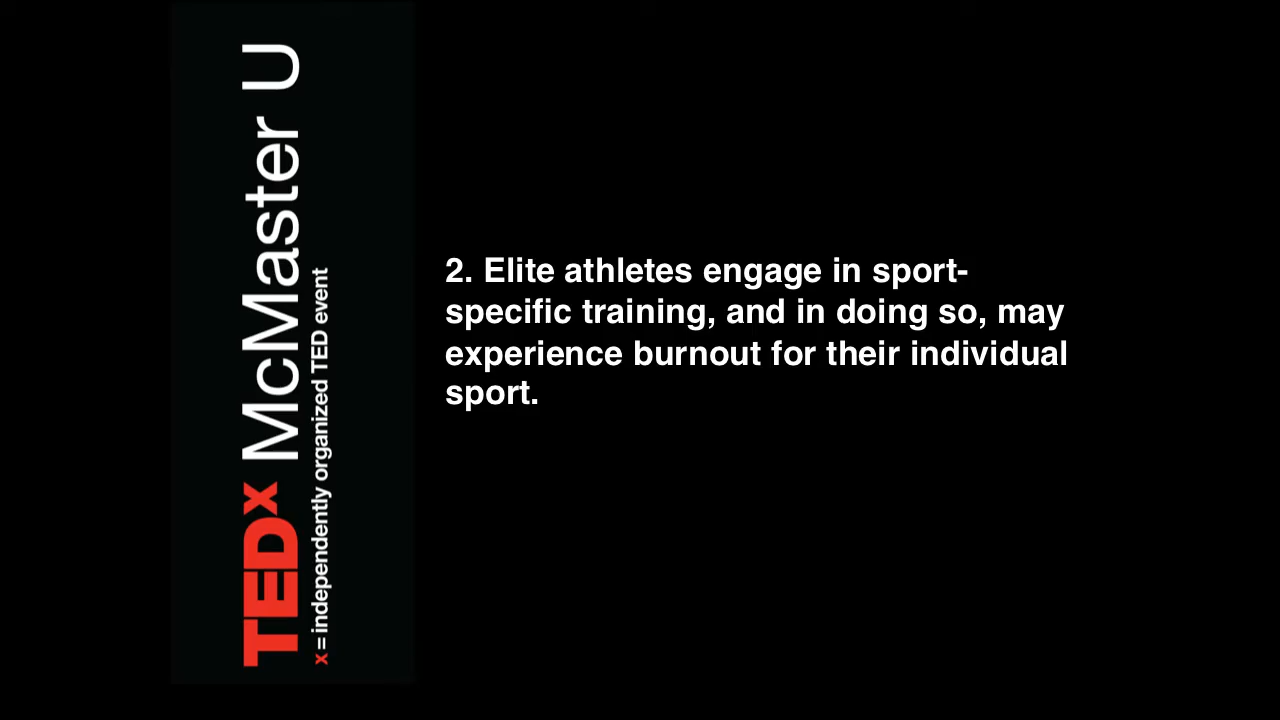 TEDx McMaster U
x = independently organized TED event
2. Elite athletes engage in sport-
specific training, and in doing so, may
experience burnout for their individual
sport.